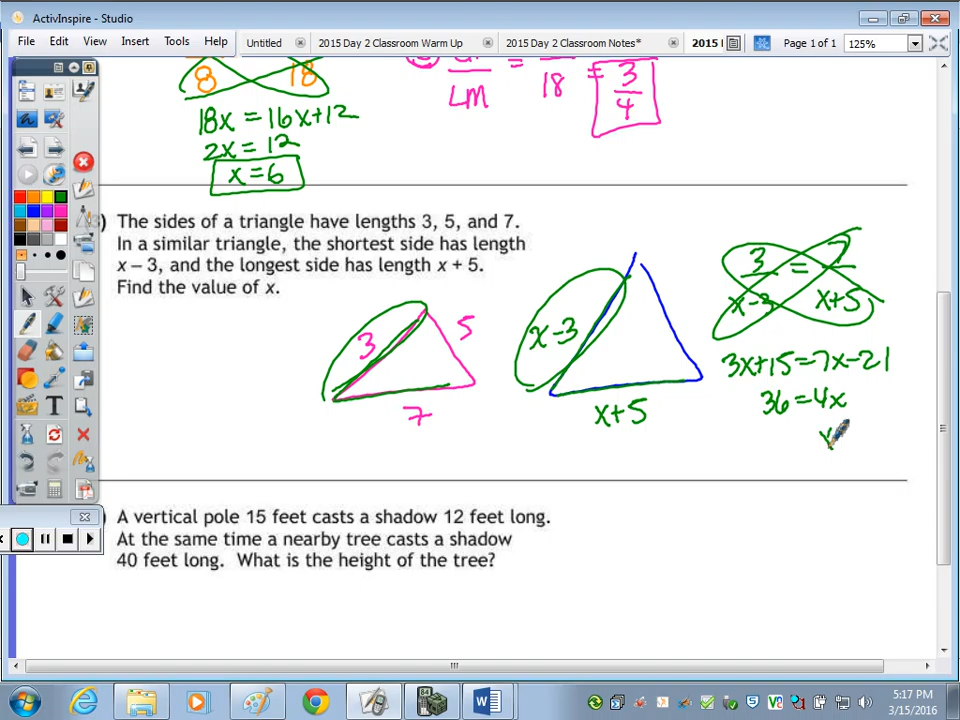 ActivInspire - Studio
File Edit View Insert Tools Help Untitled 2015 Day 2 Classroom Warm Up 2015 Day 2 Classroom Notes* 2015 Page 1 of 1 125%
8 18
18x = 16x+12
2x = 12
x = 6
LM = 18 = 3/4
) The sides of a triangle have lengths 3, 5, and 7.
In a similar triangle, the shortest side has length
x – 3, and the longest side has length x + 5.
Find the value of x.
3 5 7
x-3 x+5
3/x-3 = 7/x+5
3x+15=7x-21
36=4x
x
) A vertical pole 15 feet casts a shadow 12 feet long.
At the same time a nearby tree casts a shadow
40 feet long. What is the height of the tree?
5:17 PM
3/15/2016